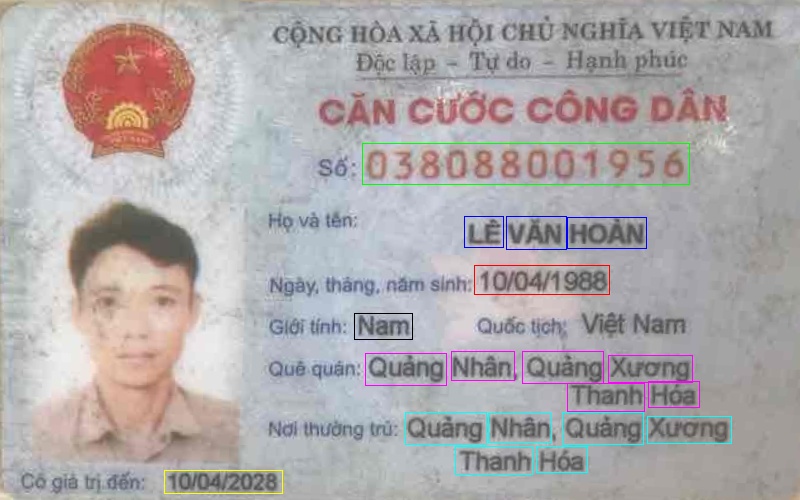 CỘNG HÒA XÃ HỘI CHỦ NGHĨA VIỆT NAM
Độc lập - Tự do - Hạnh phúc
CĂN CƯỚC CÔNG DÂN
Số: 038088001956
Họ và tên:
LÊ VĂN HOÀN
Ngày, tháng, năm sinh: 10/04/1988
Giới tính: Nam Quốc tịch: Việt Nam
Quê quán: Quảng Nhân, Quảng Xương
Thanh Hóa
Nơi thường trú: Quảng Nhân, Quảng Xương
Thanh Hóa
Có giá trị đến: 10/04/2028